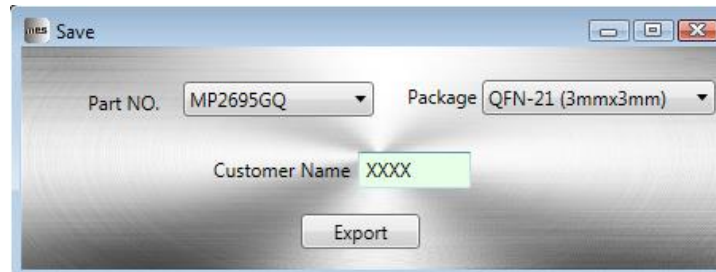 mes Save
Part NO. MP2695GQ Package QFN-21 (3mmx3mm)
Customer Name XXXX
Export